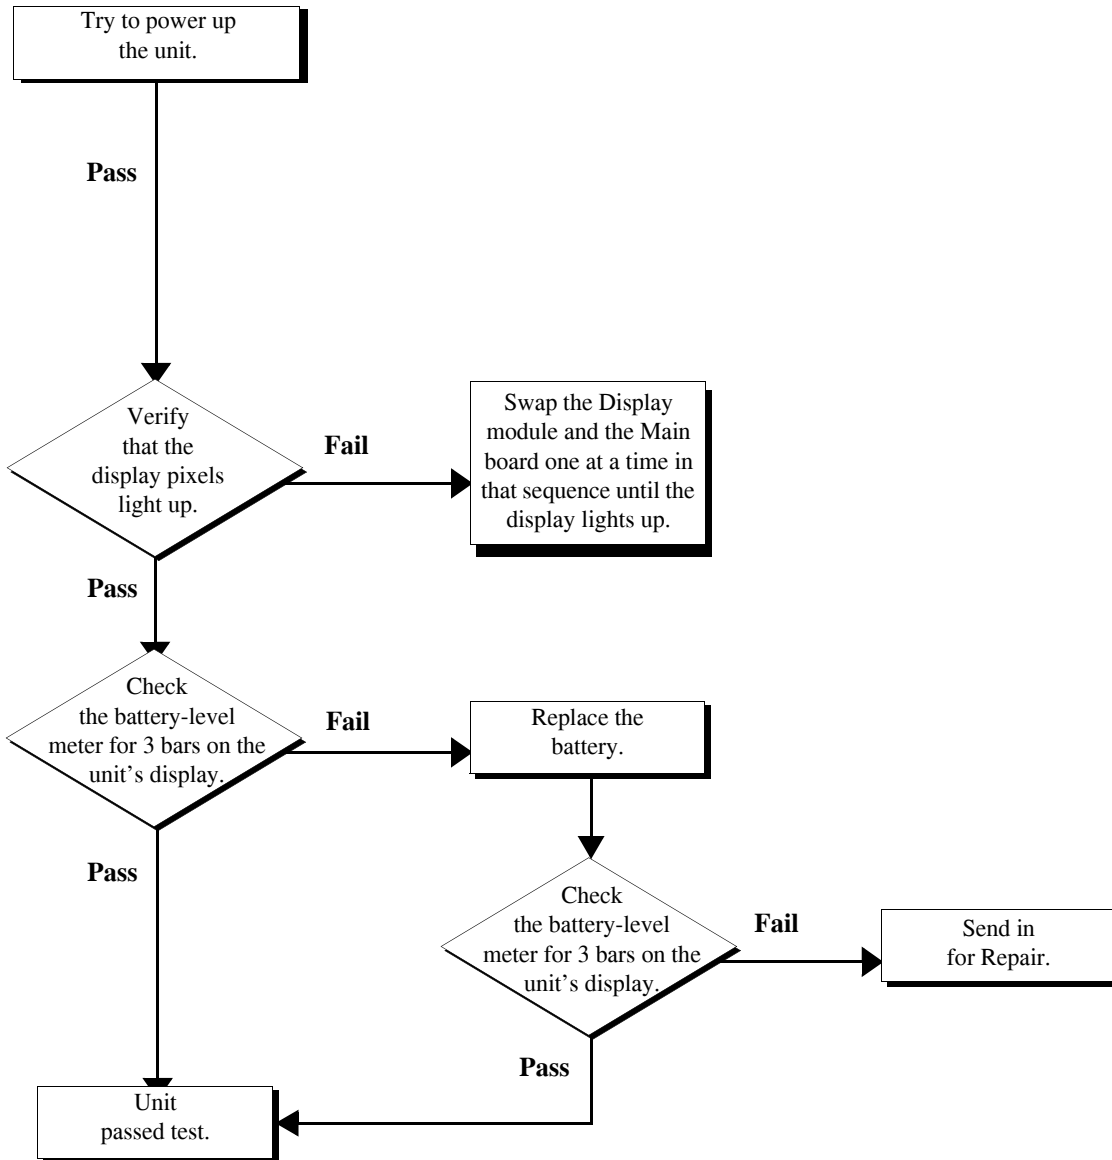 Try to power up
the unit.
Pass
Verify
that the
display pixels
light up.
Fail
Swap the Display
module and the Main
board one at a time in
that sequence until the
display lights up.
Pass
Check
the battery-level
meter for 3 bars on the
unit's display.
Fail
Replace the
battery.
Pass
Check
the battery-level
meter for 3 bars on the
unit's display.
Fail
Send in
for Repair.
Pass
Unit
passed test.